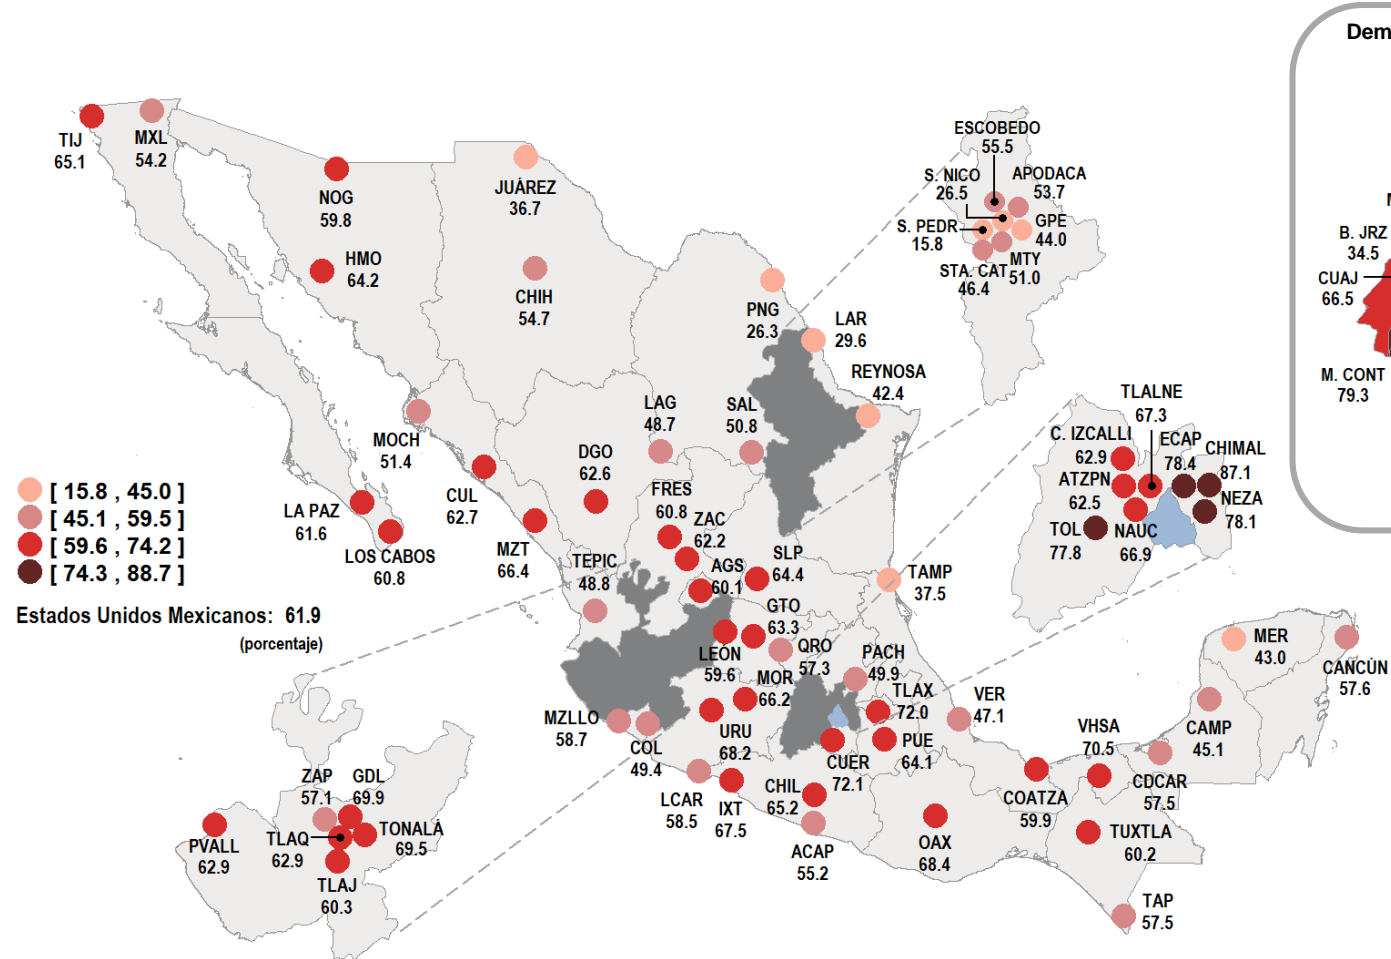 Dem
TIJ
65.1
MXL
54.2
NOG
59.8
HMO
64.2
JUÁREZ
36.7
CHIH
54.7
PNG
26.3
LAR
29.6
REYNOSA
42.4
ESCOBEDO
55.5
S. NICO
26.5
APODACA
53.7
S. PEDR
15.8
GPE
44.0
STA. CAT
46.4
MTY
51.0
B. JRZ
34.5
CUAJ
66.5
M. CONT
79.3
MOCH
51.4
LAG
48.7
SAL
50.8
DGO
62.6
CUL
62.7
MZT
66.4
FRES
60.8
ZAC
62.2
LA PAZ
61.6
LOS CABOS
60.8
TLALNE
67.3
C. IZCALLI
62.9
ECAP
78.4
CHIMAL
87.1
ATZPN
62.5
NEZA
78.1
TOL
77.8
NAUC
66.9
[ 15.8 , 45.0 ]
[ 45.1 , 59.5 ]
[ 59.6 , 74.2 ]
[ 74.3 , 88.7 ]
Estados Unidos Mexicanos: 61.9
(porcentaje)
TEPIC
48.8
AGS
60.1
SLP
64.4
TAMP
37.5
GTO
63.3
LEÓN
59.6
QRO
57.3
PACH
49.9
MOR
66.2
TLAX
72.0
VER
47.1
MER
43.0
CANCÚN
57.6
MZLLO
58.7
COL
49.4
URU
68.2
CUER
72.1
PUE
64.1
VHSA
70.5
CAMP
45.1
LCAR
58.5
IXT
67.5
CHIL
65.2
ACAP
55.2
OAX
68.4
COATZA
59.9
CDCAR
57.5
TUXTLA
60.2
TAP
57.5
ZAP
57.1
GDL
69.9
PVALL
62.9
TLAQ
62.9
TONALÁ
69.5
TLAJ
60.3